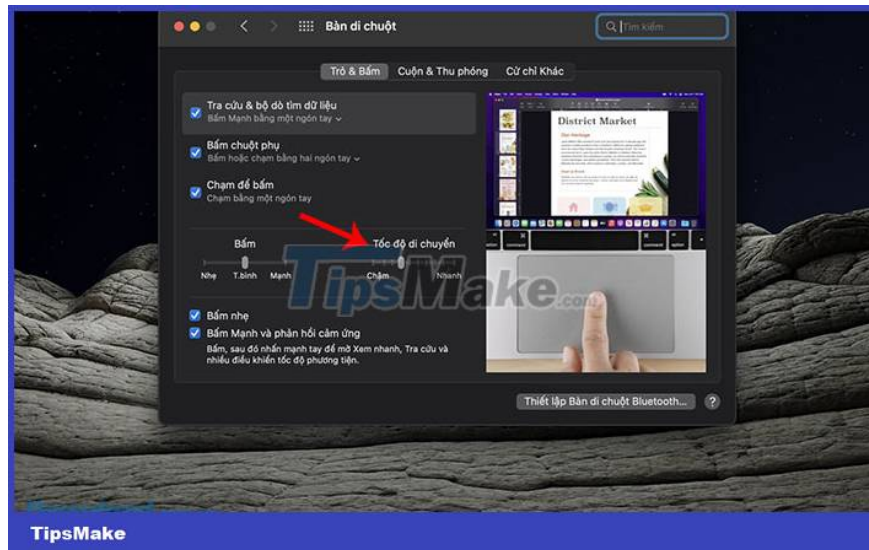 Bàn di chuột
Tìm kiếm
Trỏ & Bấm Cuộn & Thu phóng Cử chỉ Khác
Tra cứu & bộ dò tìm dữ liệu
Bấm Mạnh bằng một ngón tay
Bấm chuột phụ
Bấm hoặc chạm bằng hai ngón tay
Chạm để bấm
Chạm bằng một ngón tay
Bấm
Nhẹ T.bình Mạnh
Tốc độ di chuyển
Chậm Nhanh
Bấm nhẹ
Bấm Mạnh và phản hồi cảm ứng
Bấm, sau đó nhấn mạnh tay để mở Xem nhanh, Tra cứu và
nhiều điều khiển tốc độ phương tiện.
District Market
option command
command option
TipsMake.com
Thiết lập Bàn di chuột Bluetooth... ?
TipsMake